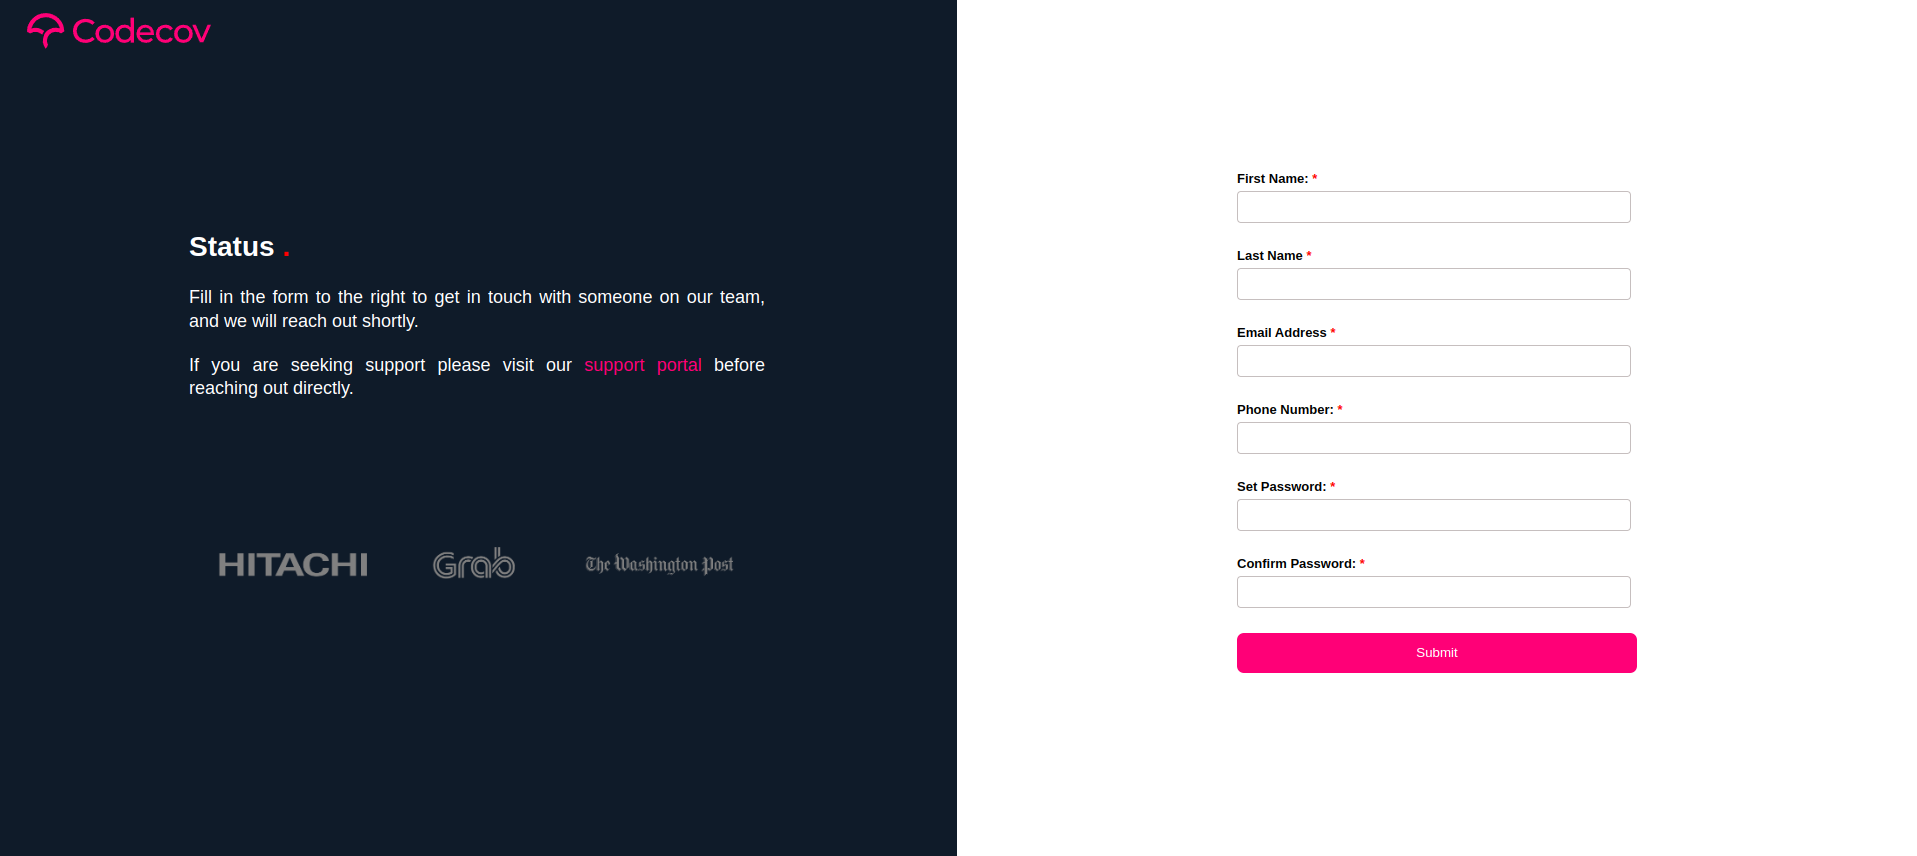 Codecov
Status .
Fill in the form to the right to get in touch with someone on our team,
and we will reach out shortly.
If you are seeking support please visit our support portal before
reaching out directly.
HITACHI
Grab
The Washington Post
First Name: *
Last Name *
Email Address *
Phone Number: *
Set Password: *
Confirm Password: *
Submit